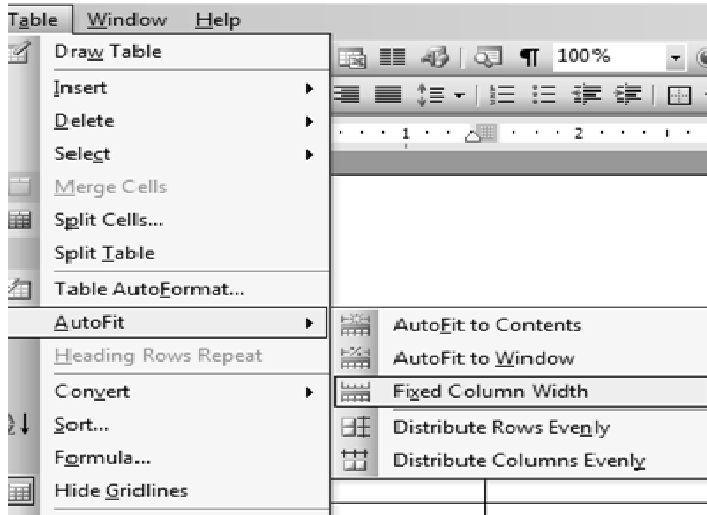 Table Window Help
Draw Table
100%
Insert
Delete
1 2
Select
Merge Cells
Split Cells...
Split Table
Table AutoFormat...
AutoFit
AutoFit to Contents
Heading Rows Repeat
AutoFit to Window
Convert
Fixed Column Width
Sort...
Distribute Rows Evenly
Formula...
Distribute Columns Evenly
Hide Gridlines